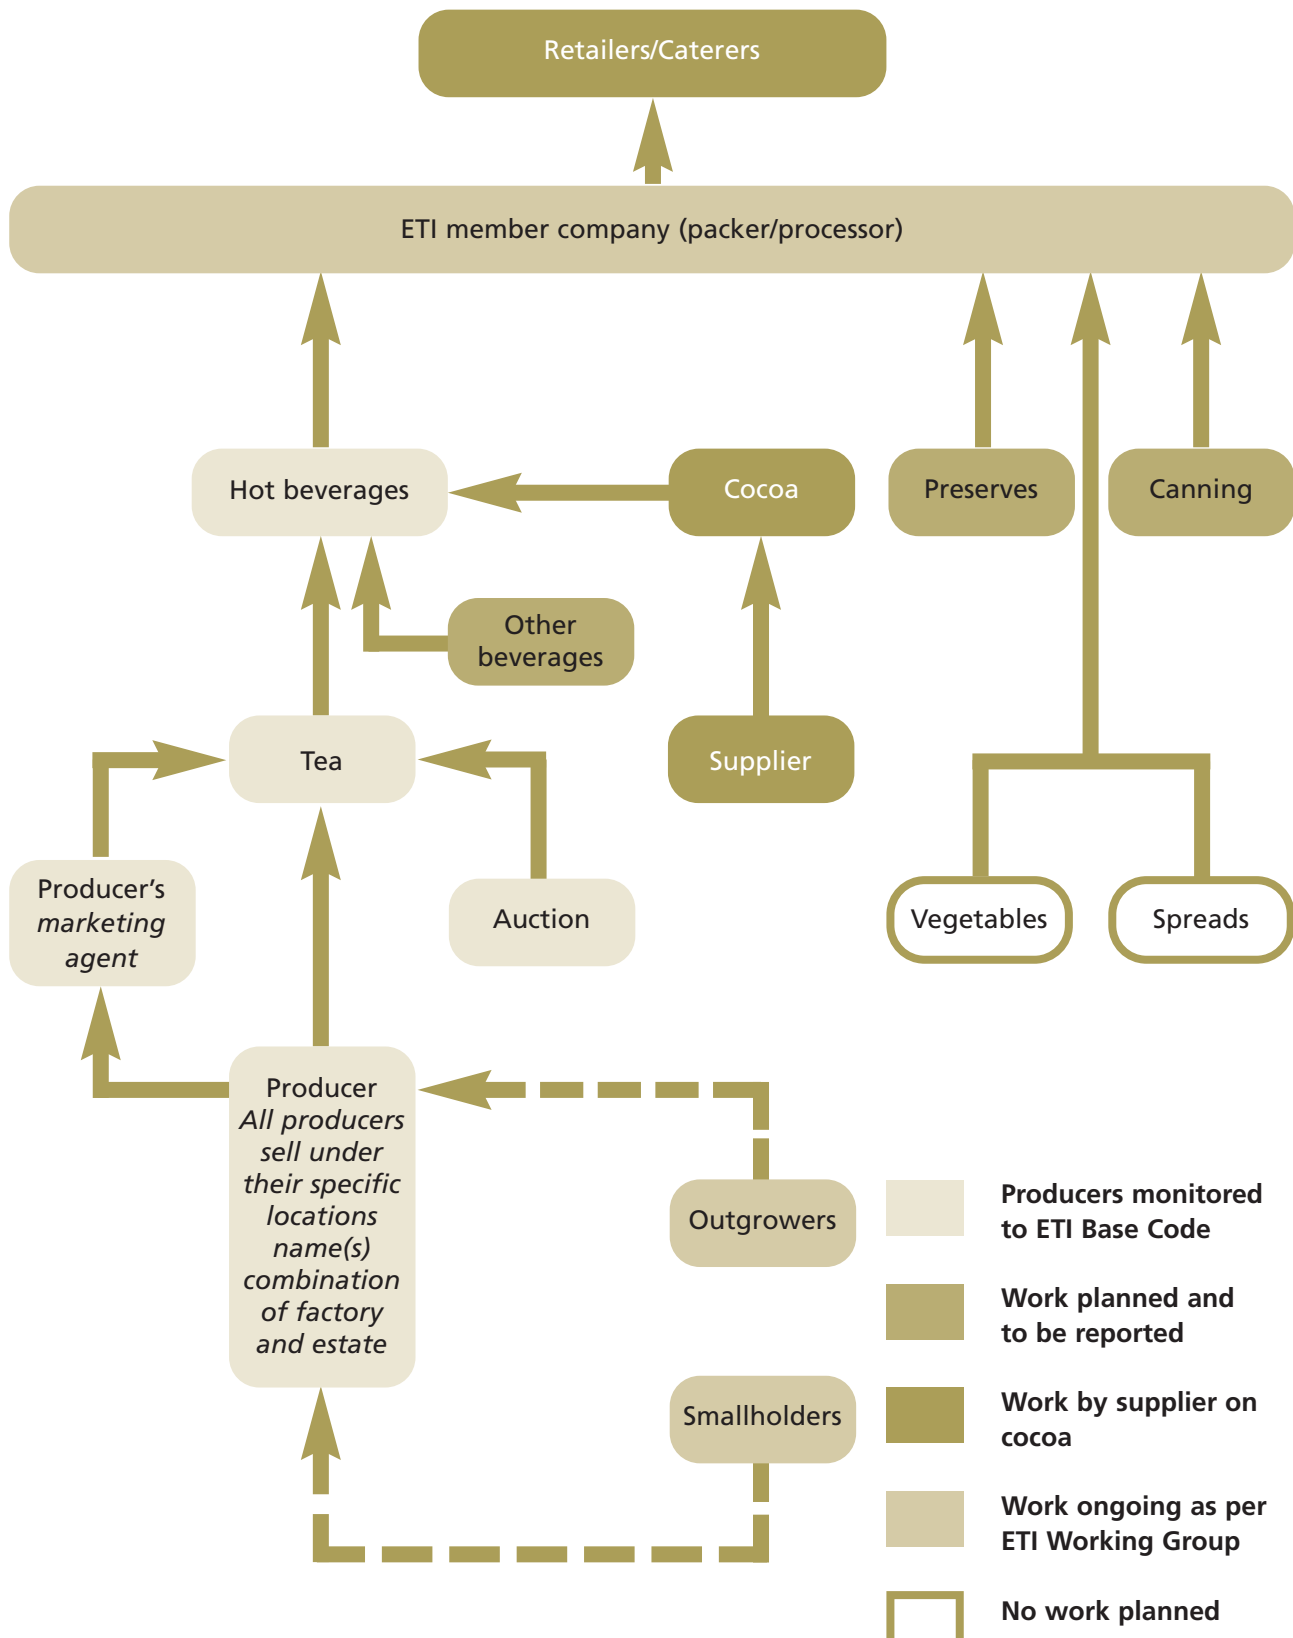 Retailers/Caterers
ETI member company (packer/processor)
Hot beverages
Cocoa
Preserves
Canning
Other
beverages
Tea
Supplier
Producer's
marketing
agent
Auction
Vegetables
Spreads
Producer
All producers
sell under
their specific
locations
name(s)
combination
of factory
and estate
Outgrowers
Smallholders
Producers monitored
to ETI Base Code
Work planned and
to be reported
Work by supplier on
cocoa
Work ongoing as per
ETI Working Group
No work planned